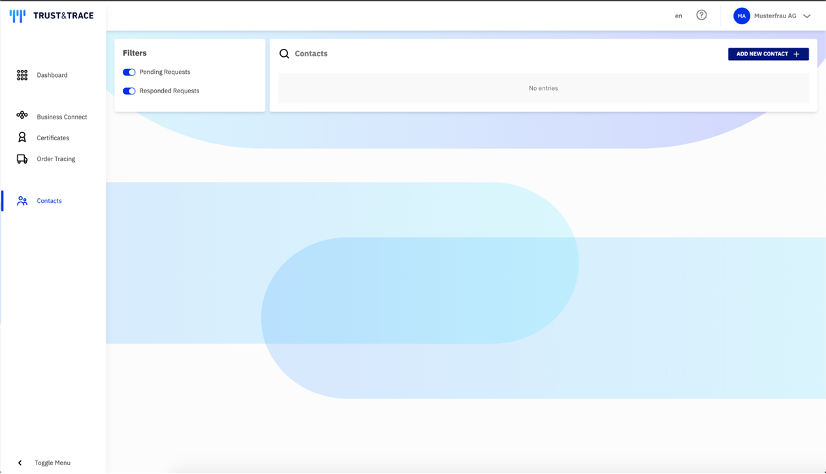 TRUST&TRACE
en
MA
Musterfrau AG
Dashboard
Business Connect
Certificates
Order Tracing
Contacts
Toggle Menu
Filters
Pending Requests
Responded Requests
Contacts
ADD NEW CONTACT +
No entries